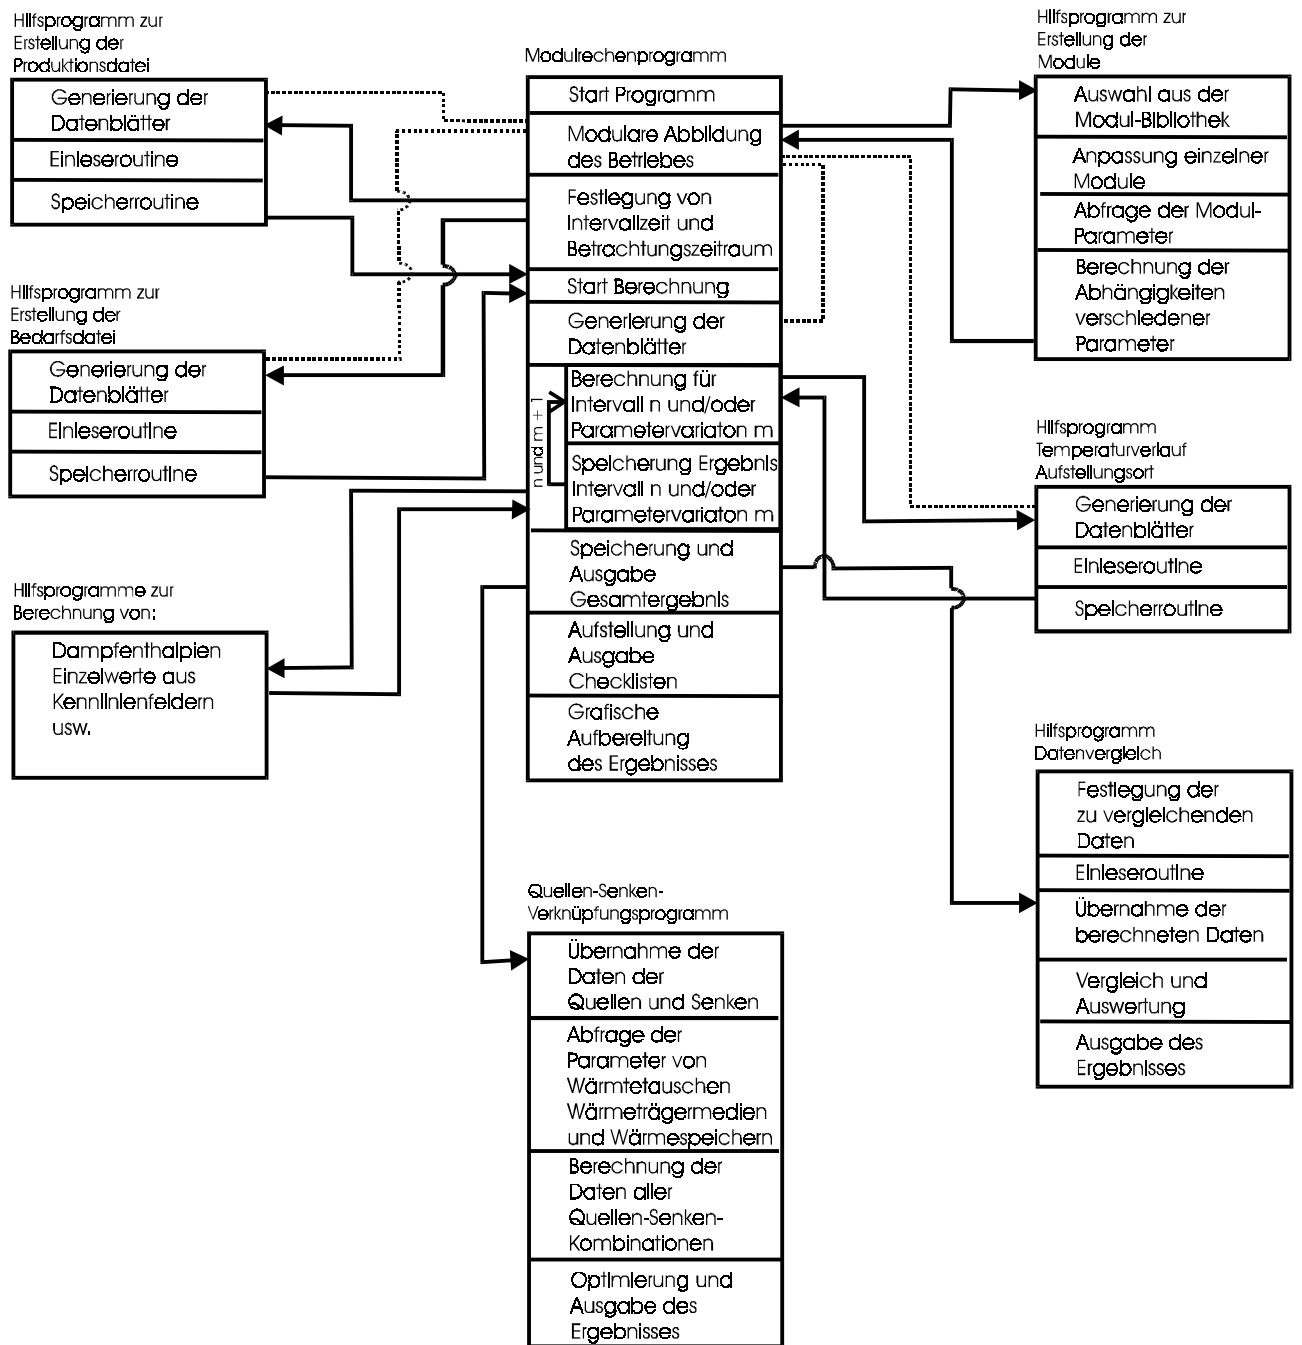 Hilfsprogramm zur
Erstellung der
Produktionsdatei
Generierung der
Datenblätter
Einleseroutine
Speicherroutine
Hilfsprogramm zur
Erstellung der
Bedarfsdatei
Generierung der
Datenblätter
Einleseroutine
Speicherroutine
Hilfsprogramme zur
Berechnung von:
Dampfenthalpien
Einzelwerte aus
Kennlinienfeldern
usw.
Modulrechenprogramm
Start Programm
Modulare Abbildung
des Betriebes
Festlegung von
Intervallzeit und
Betrachtungszeitraum
Start Berechnung
Generierung der
Datenblätter
n und m + 1
Berechnung für
Intervall n und/oder
Parametervariaton m
Speicherung Ergebnis
Intervall n und/oder
Parametervariaton m
Speicherung und
Ausgabe
Gesamtergebnis
Aufstellung und
Ausgabe
Checklisten
Grafische
Aufbereitung
des Ergebnisses
Quellen-Senken-
Verknüpfungsprogramm
Übernahme der
Daten der
Quellen und Senken
Abfrage der
Parameter von
Wärmtetauschen
Wärmeträgermedien
und Wärmespeichern
Berechnung der
Daten aller
Quellen-Senken-
Kombinationen
Optimierung und
Ausgabe des
Ergebnisses
Hilfsprogramm zur
Erstellung der
Module
Auswahl aus der
Modul-Bibliothek
Anpassung einzelner
Module
Abfrage der Modul-
Parameter
Berechnung der
Abhängigkeiten
verschiedener
Parameter
Hilfsprogramm
Temperaturverlauf
Aufstellungsort
Generierung der
Datenblätter
Einleseroutine
Speicherroutine
Hilfsprogramm
Datenvergleich
Festlegung der
zu vergleichenden
Daten
Einleseroutine
Übernahme der
berechneten Daten
Vergleich und
Auswertung
Ausgabe des
Ergebnisses